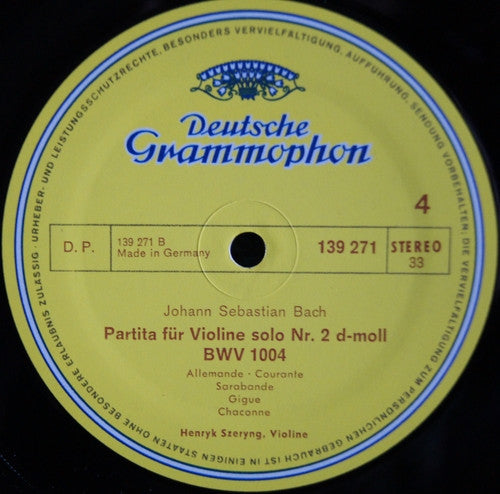 URHEBER- UND LEISTUNGSSCHUTZRECHTE, BESONDERS VERVIELFÄLTIGUNG, AUFFÜHRUNG, SENDUNG VORBEHALTEN; DIE VERVIELFÄLTIGUNG ZUM PERSÖNLICHEN GEBRAUCH IST IN EINIGEN STAATEN OHNE BESONDERE ERLAUBNIS ZULÄSSIG ·
Deutsche
Grammophon
4
D. P.
139 271 B
Made in Germany
139 271
STEREO
33
Johann Sebastian Bach
Partita für Violine solo Nr. 2 d-moll
BWV 1004
Allemande - Courante
Sarabande
Gigue
Chaconne
Henryk Szeryng, Violine